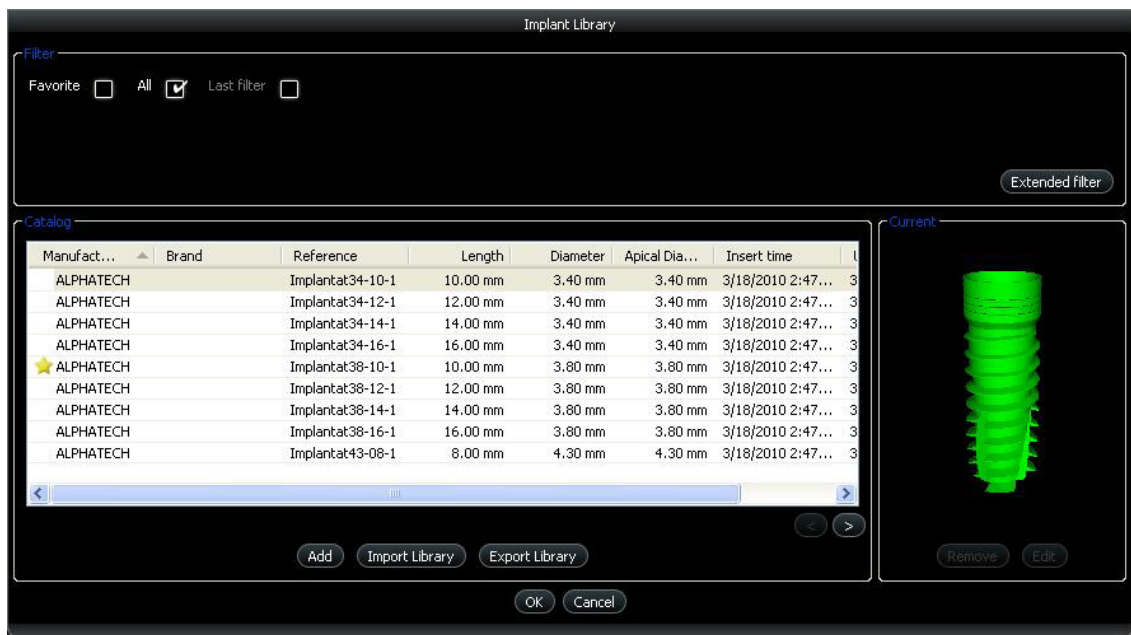 Implant Library
Filter
Favorite All Last filter
Extended filter
Catalog
Manufact... Brand Reference Length Diameter Apical Dia... Insert time
ALPHATECH Implantat34-10-1 10.00 mm 3.40 mm 3.40 mm 3/18/2010 2:47... 3
ALPHATECH Implantat34-12-1 12.00 mm 3.40 mm 3.40 mm 3/18/2010 2:47... 3
ALPHATECH Implantat34-14-1 14.00 mm 3.40 mm 3.40 mm 3/18/2010 2:47... 3
ALPHATECH Implantat34-16-1 16.00 mm 3.40 mm 3.40 mm 3/18/2010 2:47... 3
ALPHATECH Implantat38-10-1 10.00 mm 3.80 mm 3.80 mm 3/18/2010 2:47... 3
ALPHATECH Implantat38-12-1 12.00 mm 3.80 mm 3.80 mm 3/18/2010 2:47... 3
ALPHATECH Implantat38-14-1 14.00 mm 3.80 mm 3.80 mm 3/18/2010 2:47... 3
ALPHATECH Implantat38-16-1 16.00 mm 3.80 mm 3.80 mm 3/18/2010 2:47... 3
ALPHATECH Implantat43-08-1 8.00 mm 4.30 mm 4.30 mm 3/18/2010 2:47... 3
< >
Add Import Library Export Library
Current
Remove Edit
OK Cancel